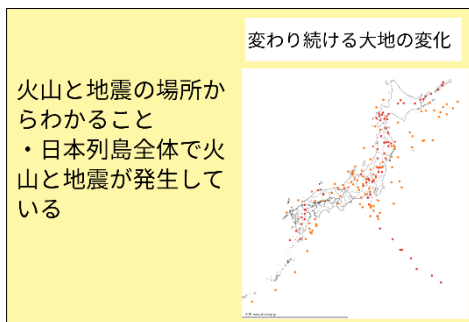 変わり続ける大地の変化
火山と地震の場所か
らわかること
・日本列島全体で火
山と地震が発生して
いる